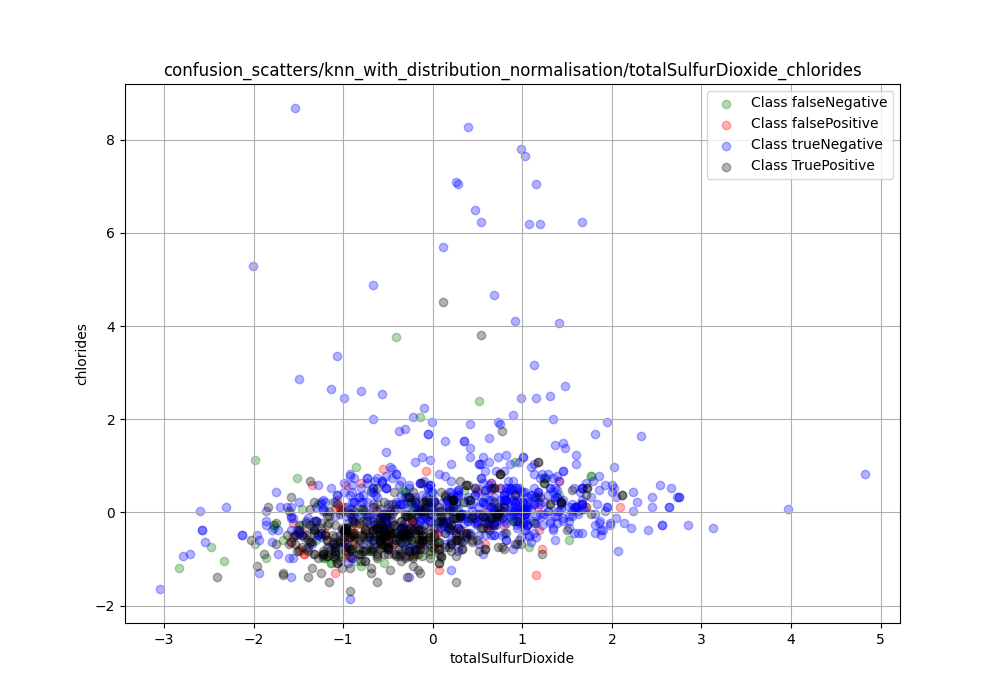 confusion_scatters/knn_with_distribution_normalisation/totalSulfurDioxide_chlorides
Class falseNegative
Class falsePositive
Class trueNegative
Class TruePositive
8
6
4
2
0
−2
chlorides
−3
−2
−1
0
1
2
3
4
5
totalSulfurDioxide